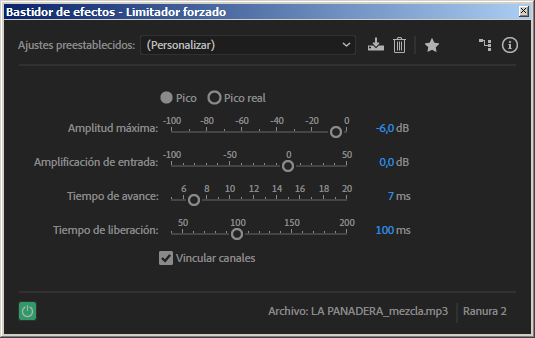 Bastidor de efectos - Limitador forzado
Ajustes preestablecidos: (Personalizar)
Pico Pico real
-100 -80 -60 -40 -20 0
Amplitud máxima: -6,0 dB
-100 -50 0 50
Amplificación de entrada: 0,0 dB
6 8 10 12 14 16 18 20
Tiempo de avance: 7 ms
50 100 150 200
Tiempo de liberación: 100 ms
Vincular canales
Archivo: LA PANADERA_mezcla.mp3 Ranura 2